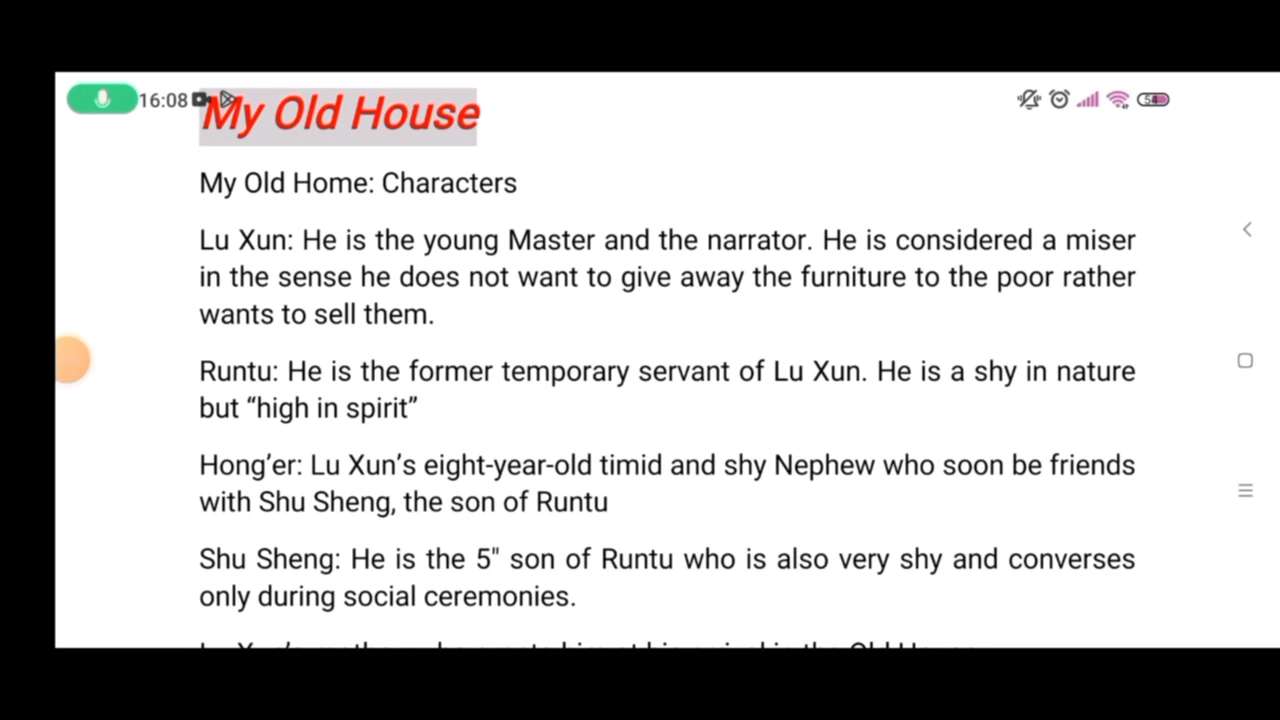 16:08
My Old House
54
My Old Home: Characters
Lu Xun: He is the young Master and the narrator. He is considered a miser
in the sense he does not want to give away the furniture to the poor rather
wants to sell them.
Runtu: He is the former temporary servant of Lu Xun. He is a shy in nature
but “high in spirit”
Hong’er: Lu Xun’s eight-year-old timid and shy Nephew who soon be friends
with Shu Sheng, the son of Runtu
Shu Sheng: He is the 5" son of Runtu who is also very shy and converses
only during social ceremonies.